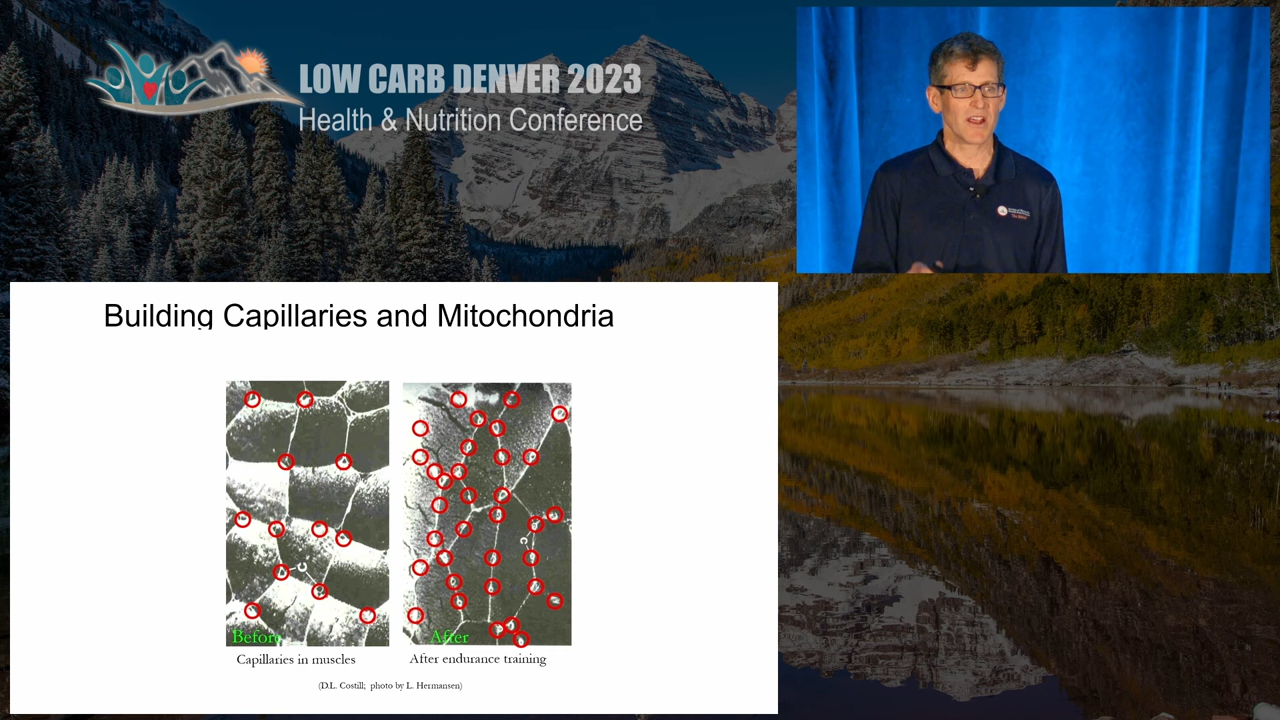 LOW CARB DENVER 2023
Health & Nutrition Conference
Building Capillaries and Mitochondria
C
C
Before
After
Capillaries in muscles
After endurance training
(D.L. Costill; photo by L. Hermansen)